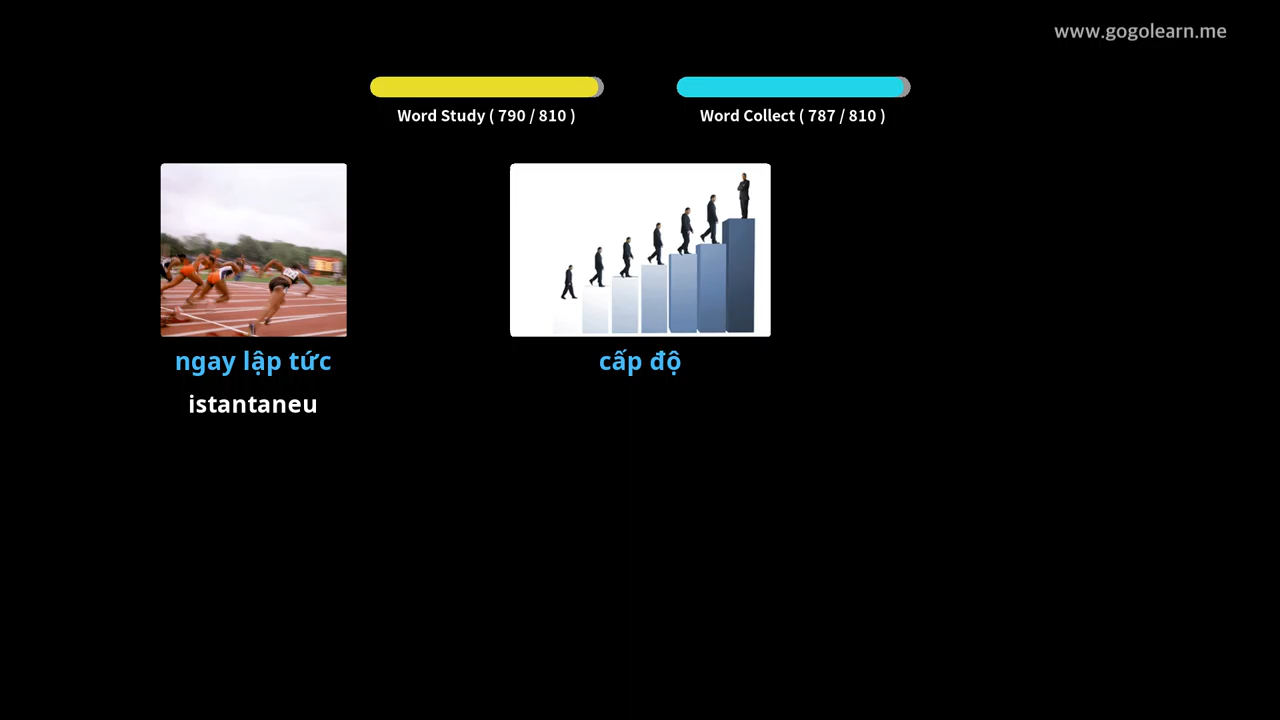 www.gogolearn.me
Word Study ( 790 / 810 )
Word Collect ( 787 / 810 )
ngay lập tức
istantaneu
cấp độ